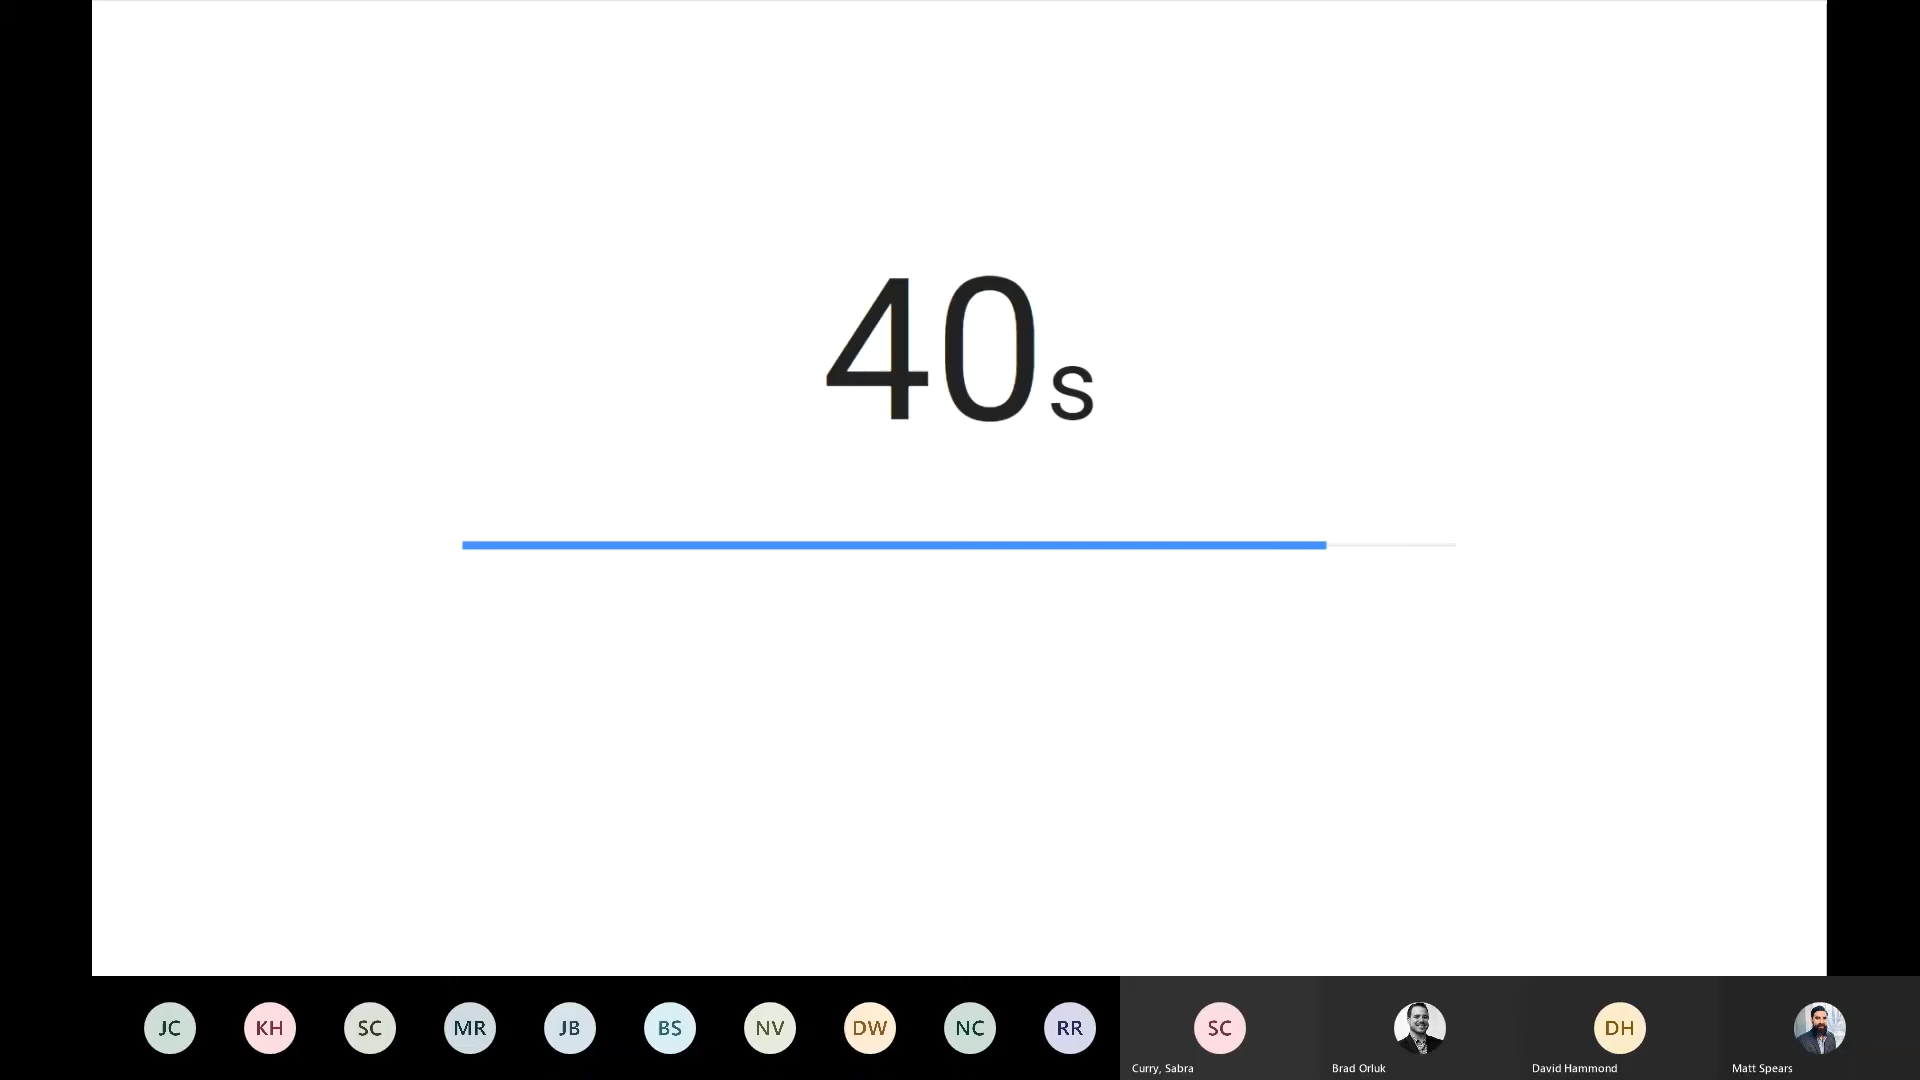 40s
JC
KH
SC
MR
JB
BS
NV
DW
NC
RR
SC
DH
Curry, Sabra
Brad Orluk
David Hammond
Matt Spears